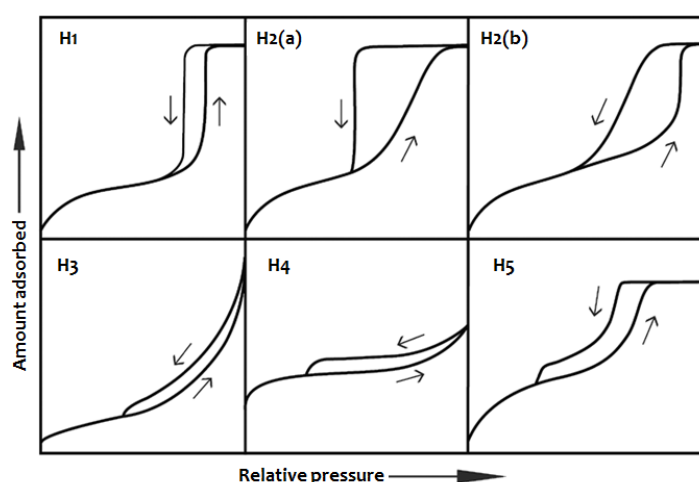 H1
H2(a)
H2(b)
H3
H4
H5
Amount adsorbed
Relative pressure